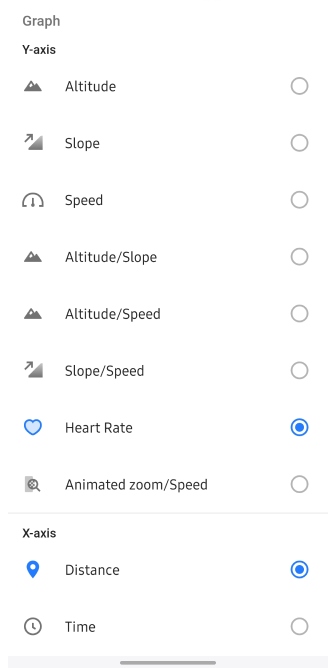 Graph
Y-axis
Altitude
Slope
Speed
Altitude/Slope
Altitude/Speed
Slope/Speed
Heart Rate
Animated zoom/Speed
X-axis
Distance
Time